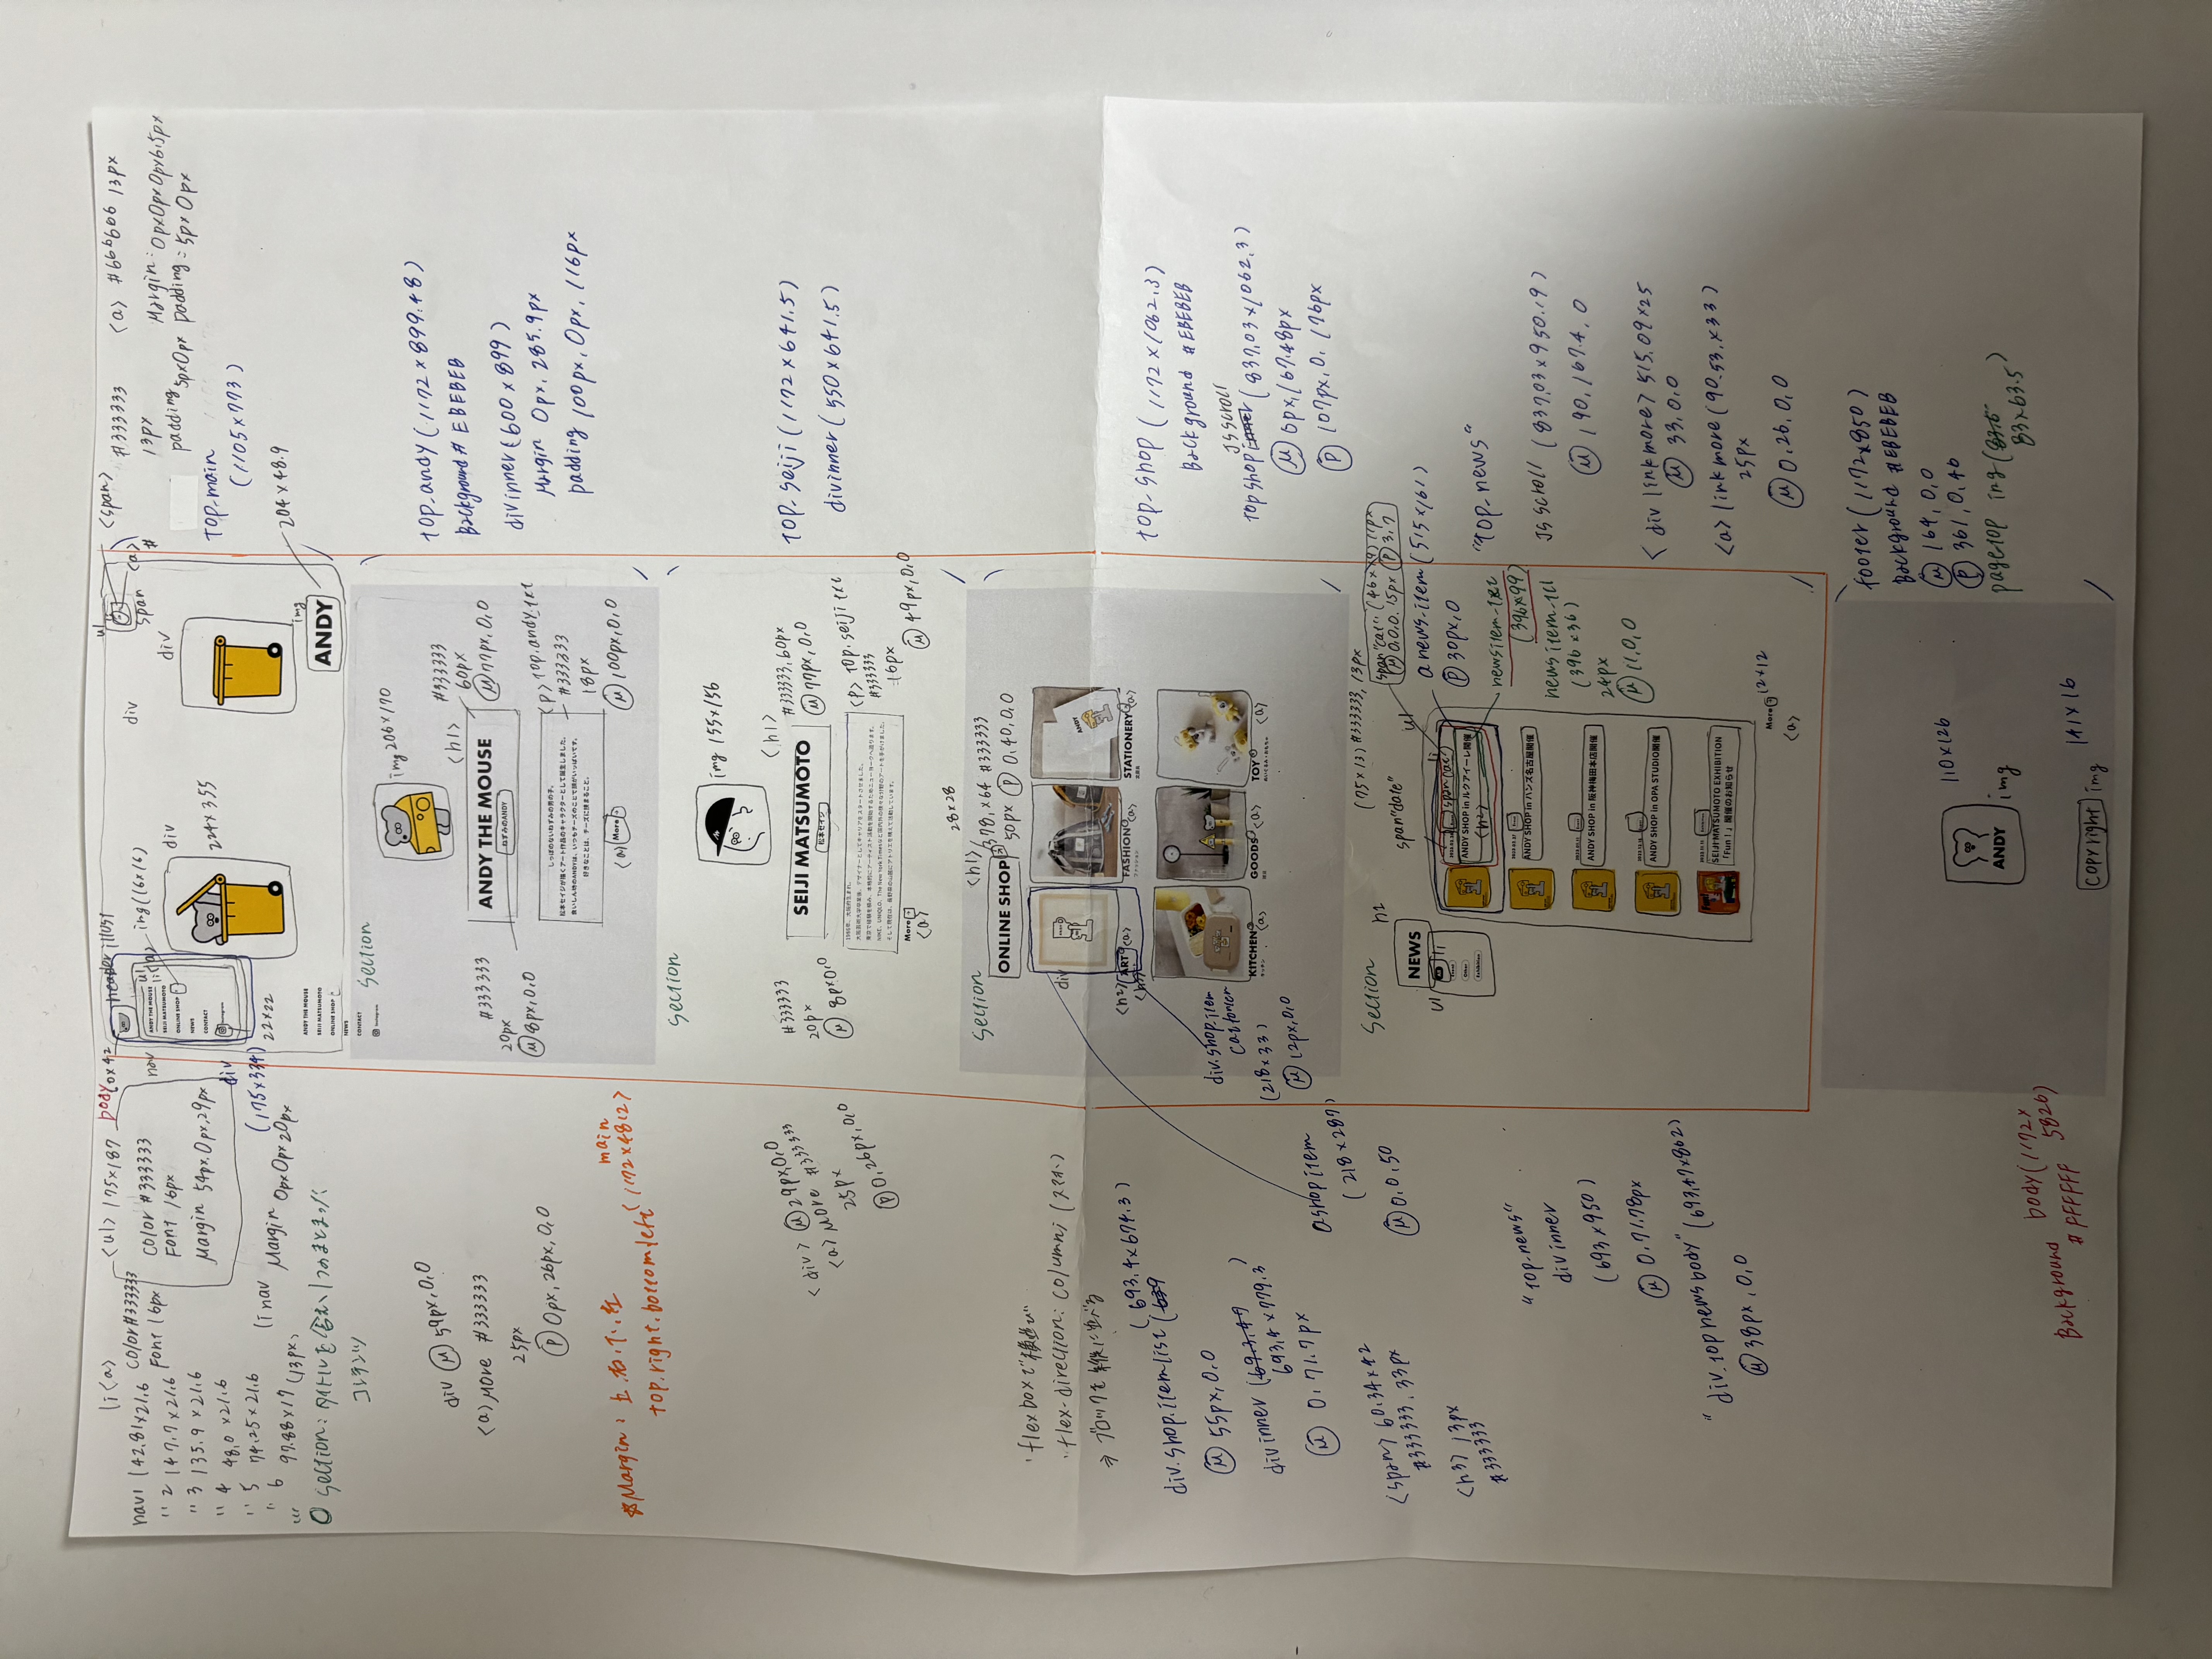 li<a>
<ul> 175×187
body
0×42
header illust
ul
<span>
nav1 142.81×21.6
color #333333
Font 16px
color #333333
Font 16px
Margin 54px.0px,29px
nav
ul
li<a>
ing(16×16)
div
span
<a>
#
#333333
13px
padding 5px0px
<a> #666606 13px
Margin: 0px0px0px6.5px
padding: 5px 0px
" 2 147.7×21.6
" 3 135.9×21.6
" 4 48.0×21.6
" 5 74.25×21.6
" 6 97.88×17 (13px)
ANDY THE MOUSE
SEIJI MATSUMOTO
ONLINE SHOP
NEWS
CONTACT
Instagram
div
224×355
div
div
(175×334)
22×22
li nav Margin 0px0px20px
top-main
(1105×773)
204×48.9
img
ANDY
ANDY THE MOUSE
SEIJI MATSUMOTO
ONLINE SHOP
NEWS
CONTACT
Instagram
section: タイトルを含む、1つのまとまった
コンテンツ
section
img 206×170
div Ⓜ 59px,0,0
<a> More #333333
25px
Ⓟ 0px,26px,0,0
<h1>
#333333
60px
Ⓜ 77px,0,0
#333333
20px
Ⓜ 8px,0,0
ANDY THE MOUSE
ねずみのANDY
top-andy (1172×899.48)
Background # EBEBEB
div inner (600×899)
Margin 0px, 285.9px
padding 100px, 0px, 116px
<p> top.andy_txt
#333333
18px
Ⓜ 100px,0,0
しっぽのないねずみの男の子。
松本セイジが描くアート作品のキャラクターとして誕生しました。
食いしん坊のANDYは、いつもチーズのことで頭がいっぱいです。
好きなことは、チーズに挟まること。
<a> More
※Margin: 上.右.下.左
top.right.bottom.left
main
<1172×4812>
section
img 155×156
<div> Ⓜ 29px,0,0
<a> More #333333
25px
Ⓟ 0,26px,0,0
#333333
20px
Ⓜ 8px0,0
<h1>
#333333,60px
Ⓜ 77px,0,0
SEIJI MATSUMOTO
松本セイジ
top-seiji (1172×641.5)
div inner (550×641.5)
<p> top.seiji txt
#333333
16px
Ⓜ 49px,0,0
1986年、大阪府生まれ。
大阪芸術大学卒業後、デザイナーとしてキャリアをスタートさせました。
東京で経験を積み、本格的にアーティスト活動を開始するためニューヨークへ渡ります。
NIKE、UNIQLO、The New York Timesなど国内外の様々な分野のアートを手がけました。
そして現在は、長野県の山奥にアトリエを構えて活動しています。
More
<a>
28×28
section
<h1>
378,×64 #333333
50px Ⓟ 0,40,0,0
ONLINE SHOP
・flex boxで横並び
・flex-direction: column; (スマホ)
⇒ ブロックを縦に並べる
div
<h2> ART <a>
<h3>
FASHION <a>
ファッション
STATIONERY <a>
文房具
KITCHEN <a>
キッチン
GOODS <a>
雑貨
TOY <a>
ぬいぐるみ・おもちゃ
(693.4×674.3)
div.shop.itemlist (639
Ⓜ 55px,0,0
div inner (693.47)
693.4×779.3
Ⓜ 0,71.7px
div.shop.item
(218×33)
Ⓜ 12px,0,0
a shop item
(218×287)
Ⓜ 0,0,50
top-shop (1172×1062.3)
Background #EBEBEB
JS scroll
top shop inner (837.03×1062.3)
Ⓜ 0px,167.48px
Ⓟ 107px,0,176px
<span> 60.34×42
#333333,33px
<h3> 13px
#333333
section
(75×13) #333333, 13px
h1
span"date"
span"cat" (46×19) 11px
Ⓜ 0,0,0,15px Ⓟ 3,7
NEWS
ul
li
All
Event
Other
Exhibition
ul
li
span(cat)
ANDY SHOP in ルクアイーレ開催
<h2>
ANDY SHOP in ハンズ名古屋開催
ANDY SHOP in 阪神梅田本店開催
ANDY SHOP in OPA STUDIO開催
SEIJI MATSUMOTO EXHIBITION
「Fun！」開催のお知らせ
a news-item (515×161)
Ⓟ 30px,0
newsitem-txt
(396×99)
newsitem-ttl
(396×36)
24px
Ⓜ 11,0,0
"top-news"
JS scroll (837,03×950.19)
Ⓜ 190,167.4,0
<div linkmore> 515.09×25
Ⓜ 33,0,0
<a> linkmore (90.53,×33)
25px
Ⓜ 0.26,0,0
"top-news"
div inner
(693×950)
Ⓜ 0.71.78px
"div.top news body" (693,47×862)
Ⓜ 38px,0,0
More 12×12
<a>
footer (1172×850)
Background #EBEBEB
Ⓜ 164,0,0
Ⓟ 361,0,46
pagetop ing (83.6)
83×63.5
110×126
ANDY
img
body (1172×
5826)
Background
#FFFFFF
copyright img
141×16